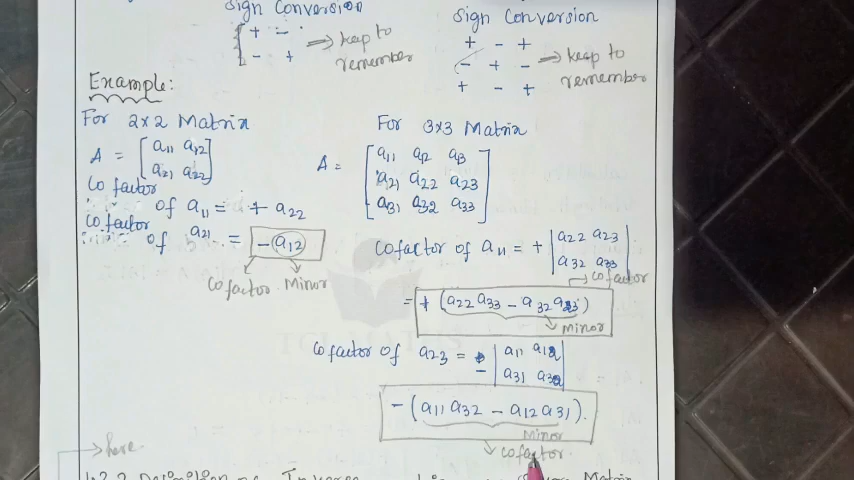 Sign Conversion
+ -
- +
⇒ keep to
remember
Sign Conversion
+ - +
- + -
+ - +
⇒ keep to
remember
Example:
For 2x2 Matrix
A = [a11 a12
a21 a22]
Cofactor
of a11 = + a22
Cofactor
of a21 = -a12
Cofactor Minor
For 3x3 Matrix
A = [a11 a12 a13
a21 a22 a23
a31 a32 a33]
Cofactor of a11 = + |a22 a23
a32 a33|
Cofactor
= + (a22 a33 - a32 a23)
Minor
Cofactor of a23 = - |a11 a12
a31 a32|
- (a11 a32 - a12 a31).
Minor
Cofactor.
here
Inverse Matrix